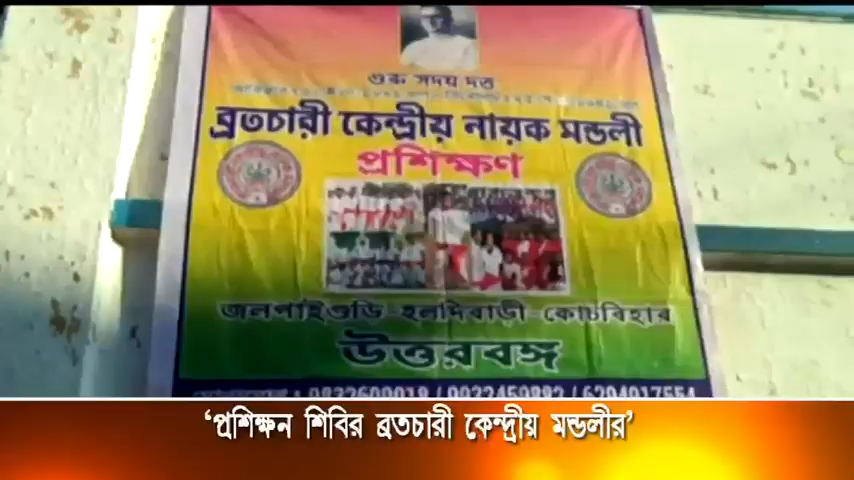 গুরু সদয় দত্ত
ব্রতচারী কেন্দ্রীয় নায়ক মন্ডলী
প্রশিক্ষণ
জলপাইগুড়ি - হলদিবাড়ী - কোচবিহার
উত্তরবঙ্গ
‘প্রশিক্ষন শিবির ব্রতচারী কেন্দ্রীয় মন্ডলীর’